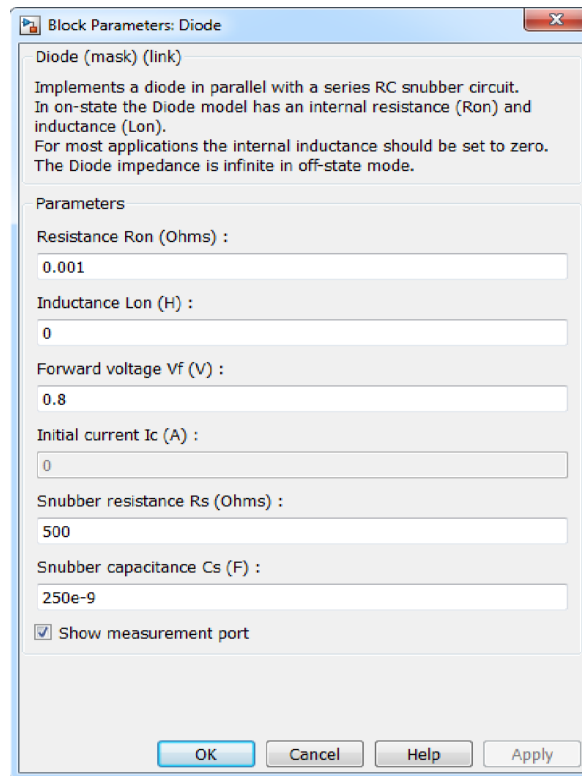 Block Parameters: Diode
Diode (mask) (link)
Implements a diode in parallel with a series RC snubber circuit.
In on-state the Diode model has an internal resistance (Ron) and
inductance (Lon).
For most applications the internal inductance should be set to zero.
The Diode impedance is infinite in off-state mode.
Parameters
Resistance Ron (Ohms) :
0.001
Inductance Lon (H) :
0
Forward voltage Vf (V) :
0.8
Initial current Ic (A) :
0
Snubber resistance Rs (Ohms) :
500
Snubber capacitance Cs (F) :
250e-9
Show measurement port
OK Cancel Help Apply